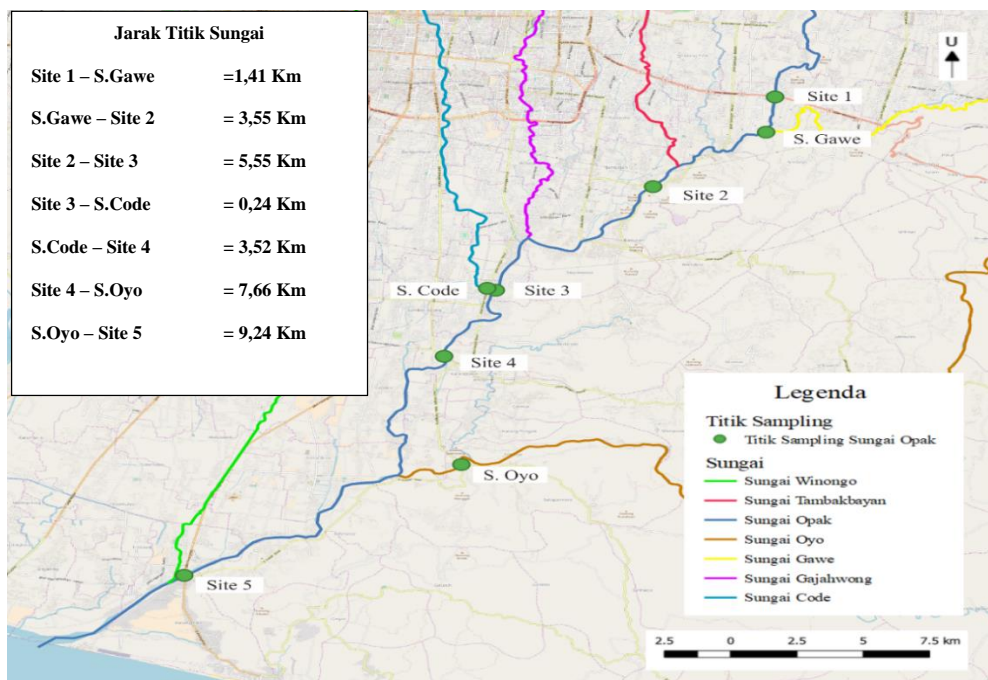 Jarak Titik Sungai
Site 1 – S.Gawe =1,41 Km
S.Gawe – Site 2 = 3,55 Km
Site 2 – Site 3 = 5,55 Km
Site 3 – S.Code = 0,24 Km
S.Code – Site 4 = 3,52 Km
Site 4 – S.Oyo = 7,66 Km
S.Oyo – Site 5 = 9,24 Km
U
Site 1
S. Gawe
Site 2
S. Code
Site 3
Site 4
S. Oyo
Site 5
Legenda
Titik Sampling
Titik Sampling Sungai Opak
Sungai
Sungai Winongo
Sungai Tambakbayan
Sungai Opak
Sungai Oyo
Sungai Gawe
Sungai Gajahwong
Sungai Code
2.5 0 2.5 5 7.5 km